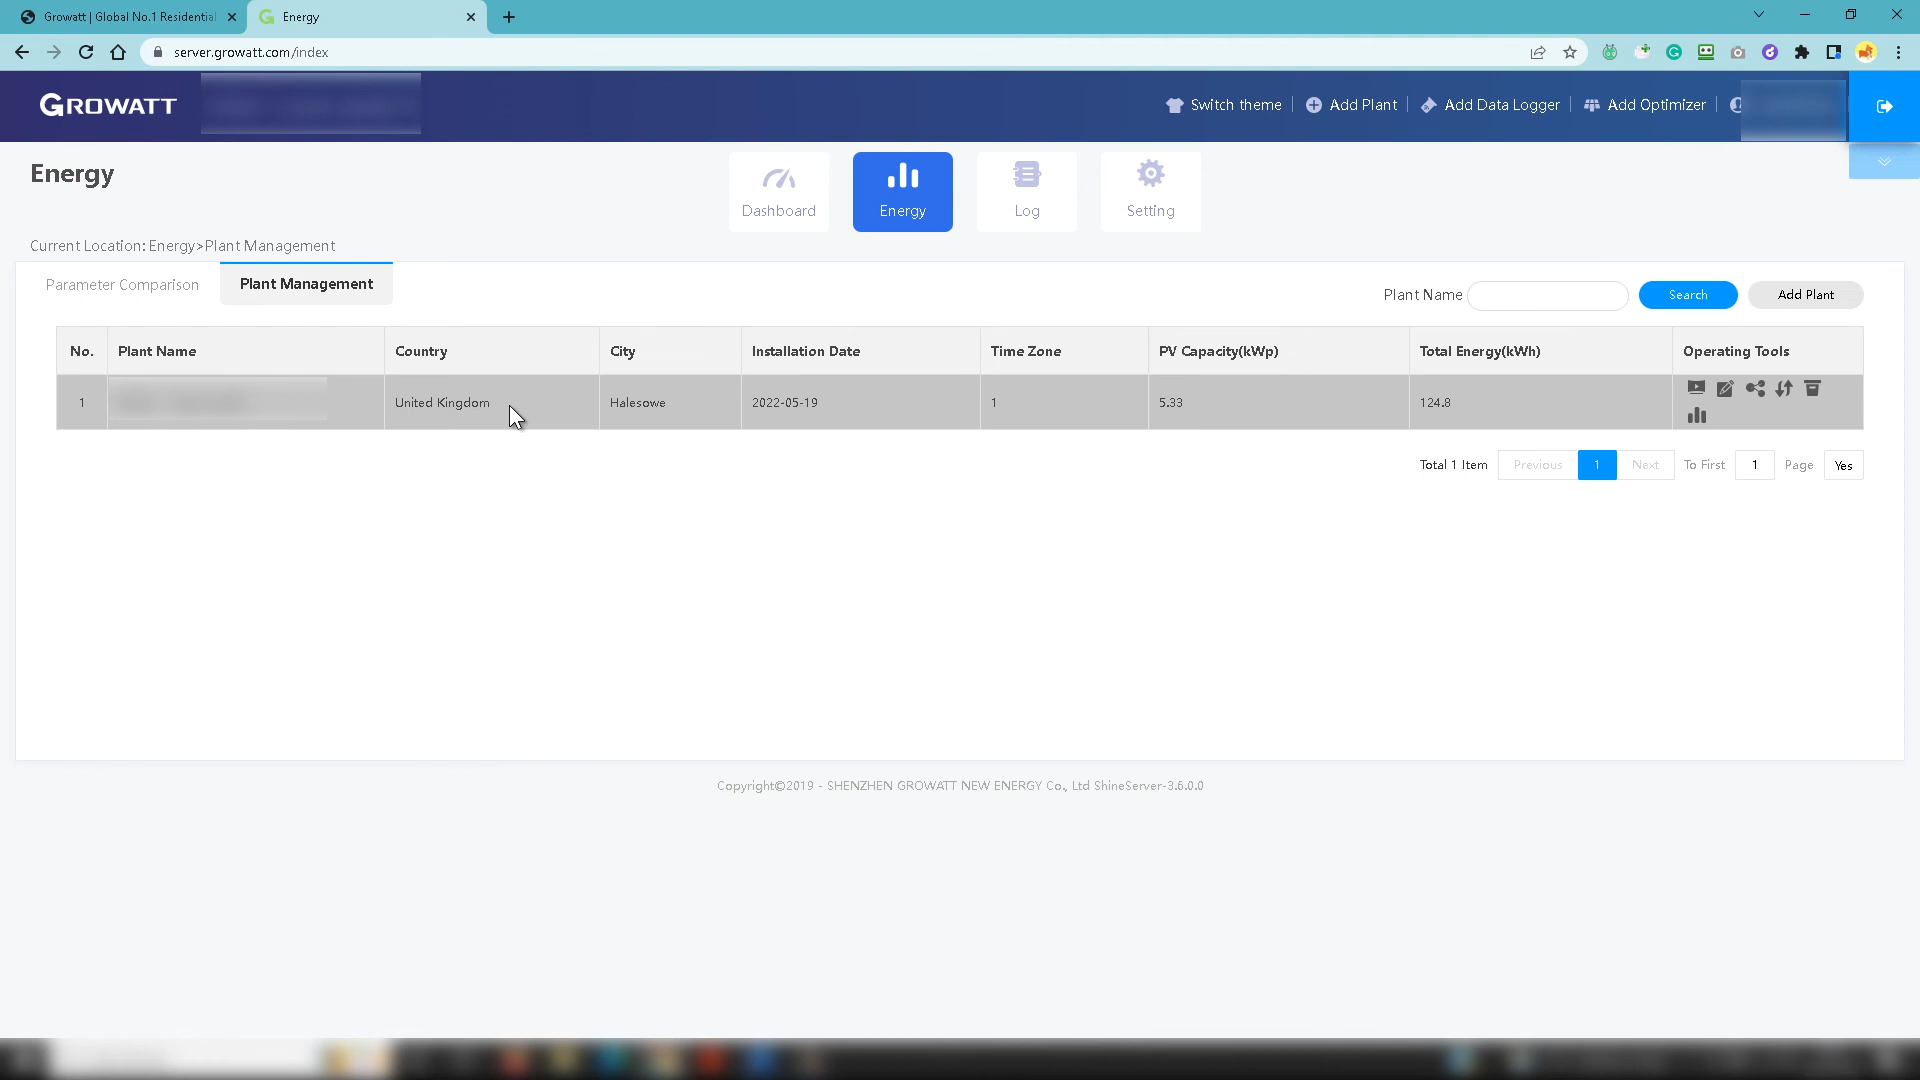 Growatt | Global No.1 Residential
Energy
server.growatt.com/index
GROWATT
Switch theme
Add Plant
Add Data Logger
Add Optimizer
Energy
Dashboard
Energy
Log
Setting
Current Location: Energy>Plant Management
Parameter Comparison
Plant Management
Plant Name
Search
Add Plant
No. Plant Name Country City Installation Date Time Zone PV Capacity(kWp) Total Energy(kWh) Operating Tools
1 United Kingdom Halesowe 2022-05-19 1 5.33 124.8
Total 1 Item Previous 1 Next To First 1 Page Yes
Copyright©2019 - SHENZHEN GROWATT NEW ENERGY Co., Ltd ShineServer-3.6.0.0